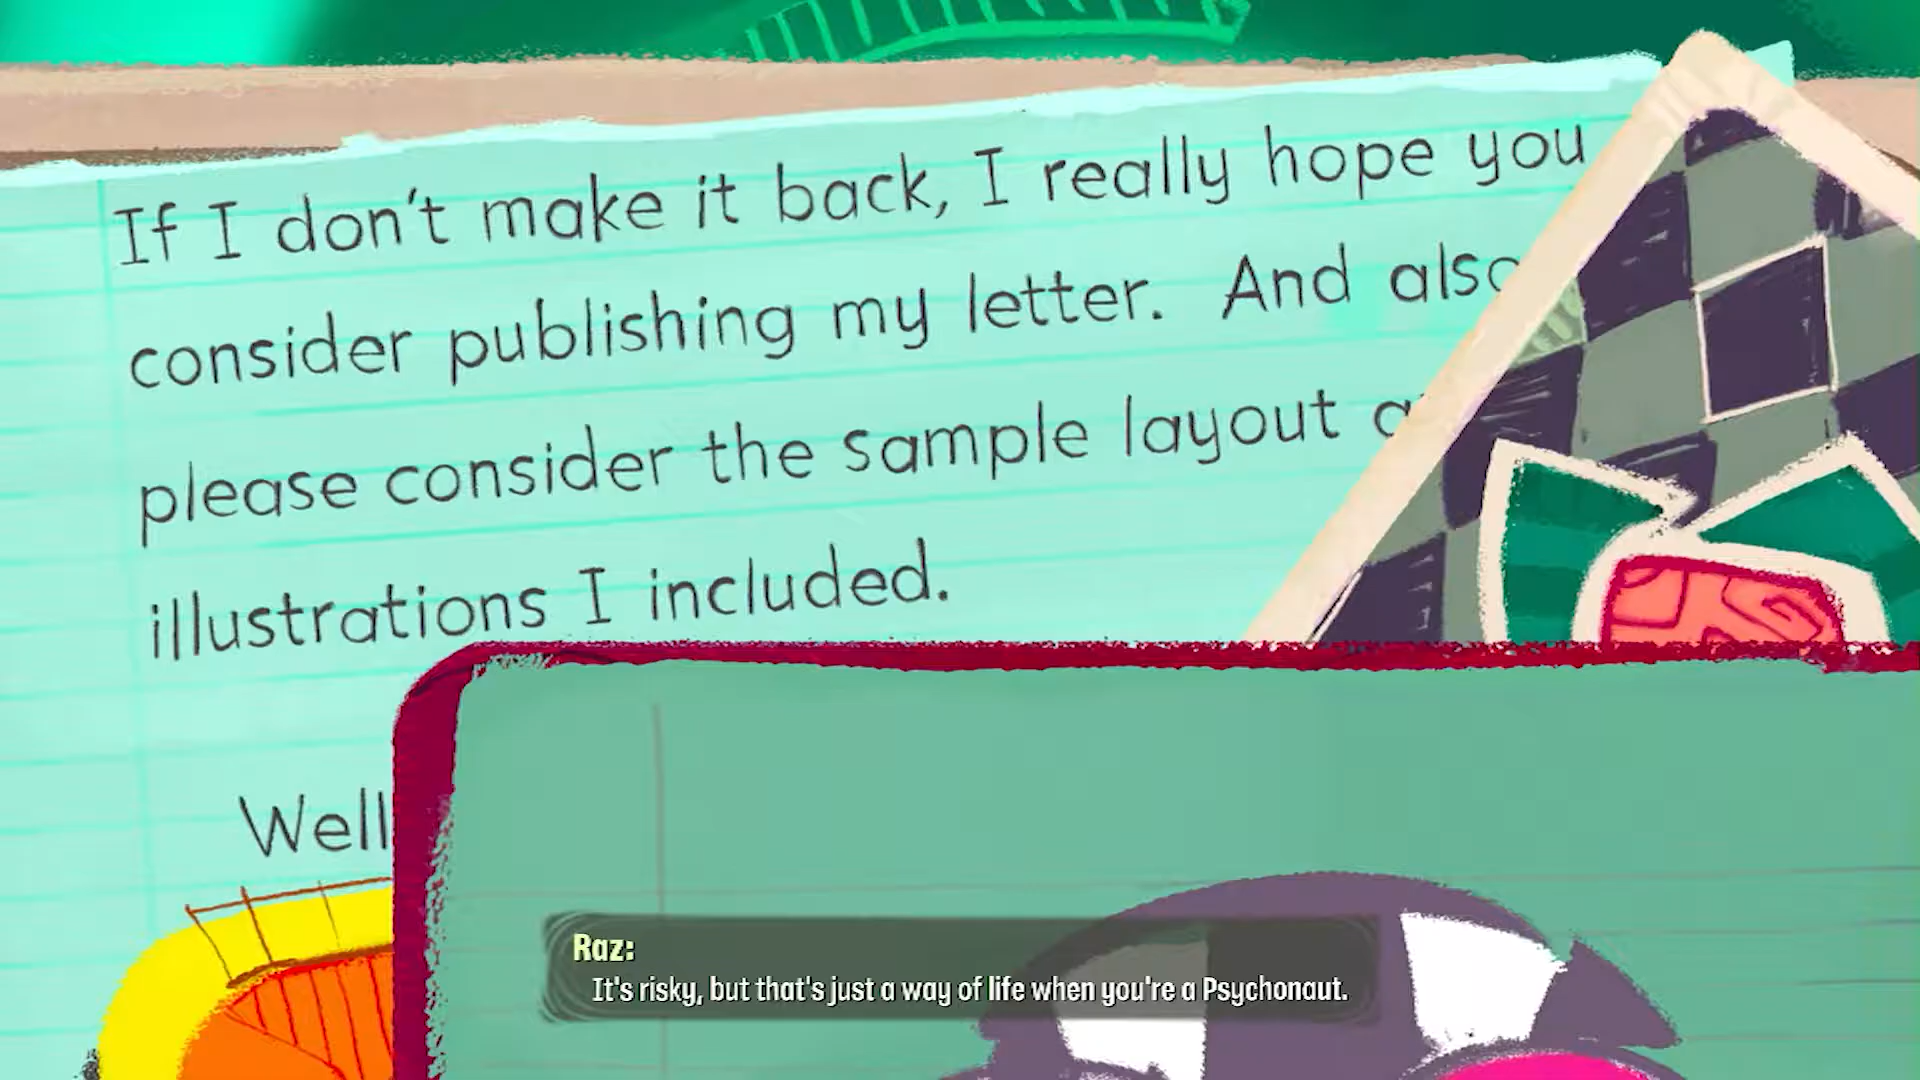 If I don't make it back, I really hope you
consider publishing my letter. And also
please consider the sample layout
illustrations I included.
Well
Raz:
It's risky, but that's just a way of life when you're a Psychonaut.